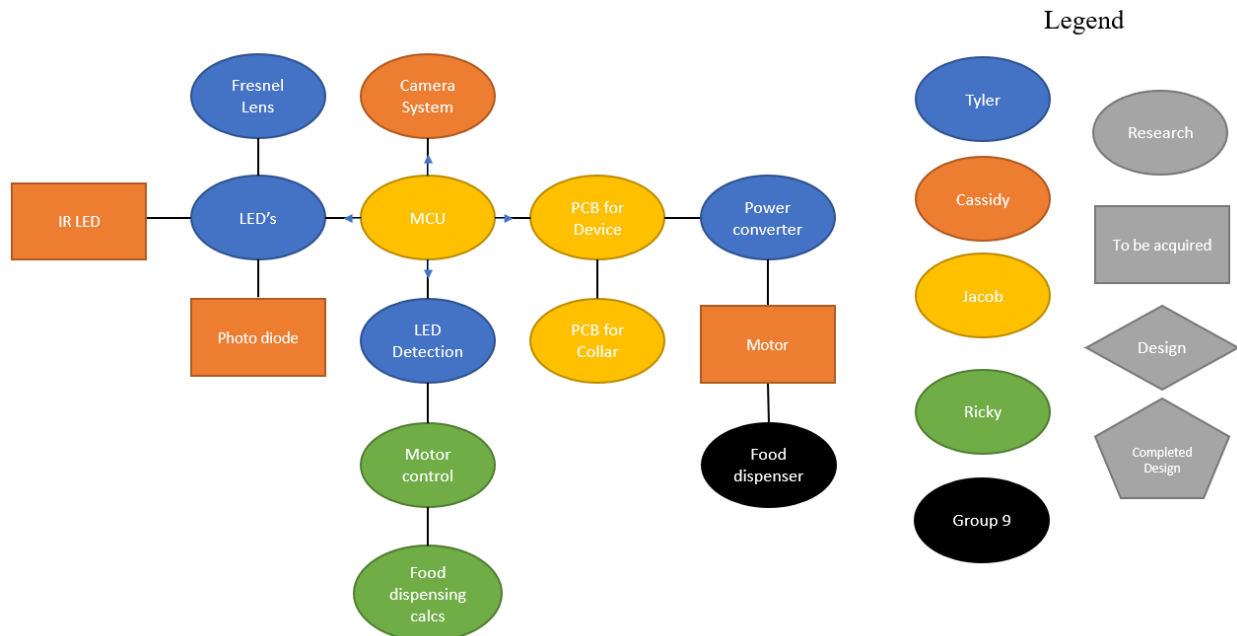 Legend
Fresnel
Lens
Camera
System
Tyler
Research
IR LED
LED's
MCU
PCB for
Device
Power
converter
Cassidy
To be acquired
Photo diode
LED
Detection
PCB for
Collar
Motor
Jacob
Design
Motor
control
Food
dispenser
Ricky
Completed
Design
Food
dispensing
calcs
Group 9